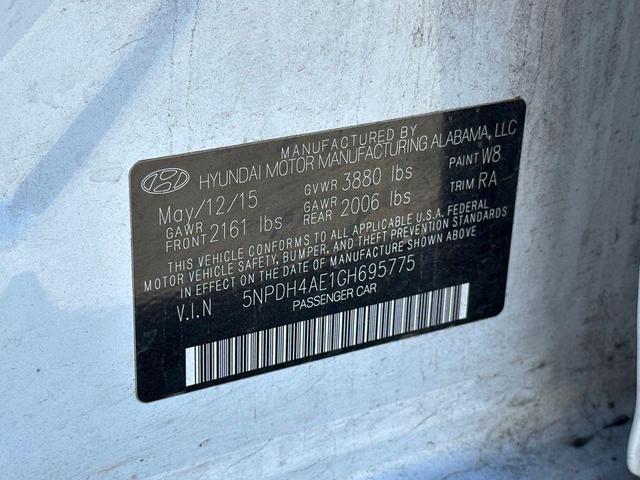 MANUFACTURED BY
HYUNDAI MOTOR MANUFACTURING ALABAMA, LLC
May/12/15 GVWR 3880 lbs PAINT W8
GAWR FRONT 2161 lbs GAWR REAR 2006 lbs TRIM RA
THIS VEHICLE CONFORMS TO ALL APPLICABLE U.S.A. FEDERAL
MOTOR VEHICLE SAFETY, BUMPER, AND THEFT PREVENTION STANDARDS
IN EFFECT ON THE DATE OF MANUFACTURE SHOWN ABOVE
V.I.N 5NPDH4AE1GH695775
PASSENGER CAR